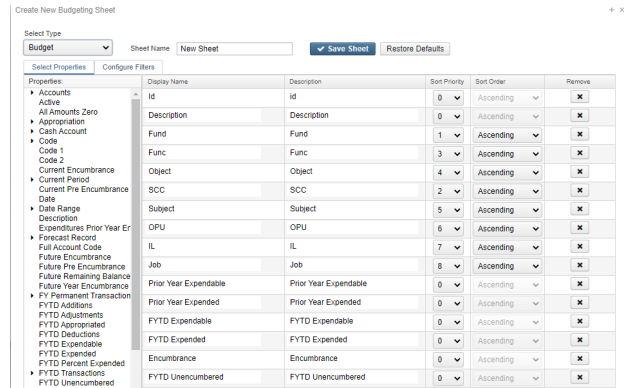 Create New Budgeting Sheet
Select Type
Budget Sheet Name New Sheet Save Sheet Restore Defaults
Select Properties Configure Filters
Properties: Display Name Description Sort Priority Sort Order Remove
Accounts
Active
All Amounts Zero
Appropriation
Cash Account
Code
Code 1
Code 2
Current Encumbrance
Current Period
Current Pre Encumbrance
Date
Date Range
Description
Expenditures Prior Year En
Forecast Record
Full Account Code
Future Encumbrance
Future Pre Encumbrance
Future Remaining Balance
Future Year Encumbrance
FY Permanent Transaction
FYTD Additions
FYTD Adjustments
FYTD Appropriated
FYTD Deductions
FYTD Expendable
FYTD Expended
FYTD Percent Expended
FYTD Transactions
FYTD Unencumbered
Id id 0 Ascending
Description Description 0 Ascending
Fund Fund 1 Ascending
Func Func 3 Ascending
Object Object 4 Ascending
SCC SCC 2 Ascending
Subject Subject 5 Ascending
OPU OPU 6 Ascending
IL IL 7 Ascending
Job Job 8 Ascending
Prior Year Expendable Prior Year Expendable 0 Ascending
Prior Year Expended Prior Year Expended 0 Ascending
FYTD Expendable FYTD Expendable 0 Ascending
FYTD Expended FYTD Expended 0 Ascending
Encumbrance Encumbrance 0 Ascending
FYTD Unencumbered FYTD Unencumbered 0 Ascending